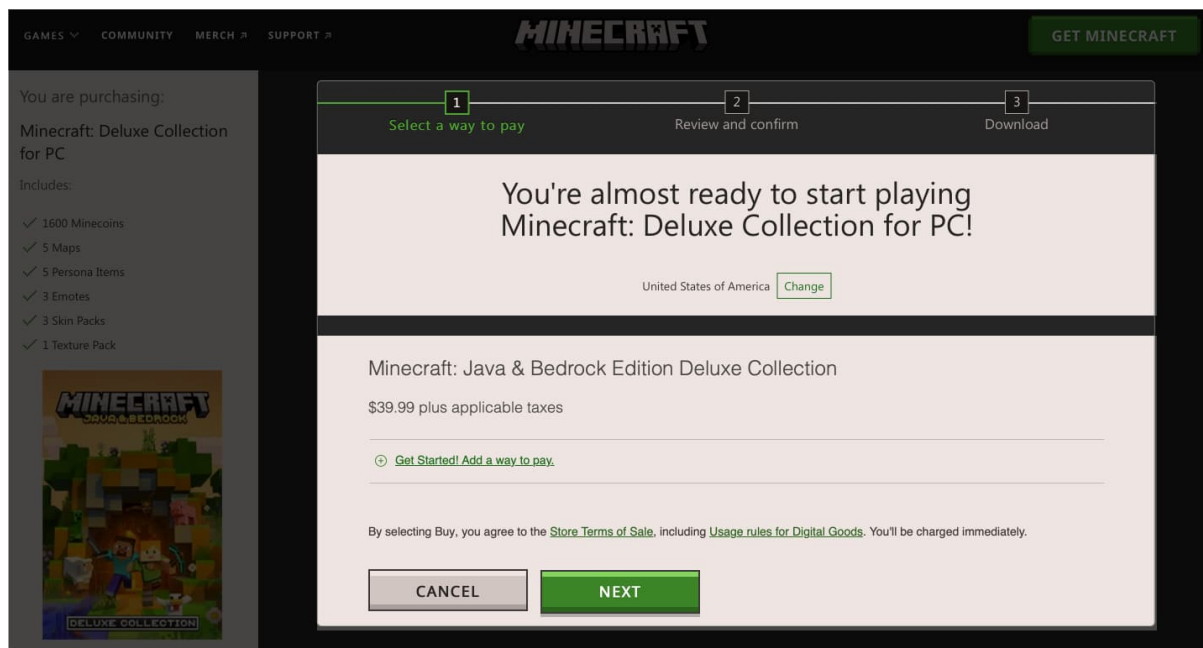 GAMES COMMUNITY MERCH SUPPORT
MINECRAFT
GET MINECRAFT
You are purchasing:
Minecraft: Deluxe Collection
for PC
Includes:
1600 Minecoins
5 Maps
5 Persona Items
3 Emotes
3 Skin Packs
1 Texture Pack
MINECRAFT
JAVA & BEDROCK
DELUXE COLLECTION
1 2 3
Select a way to pay Review and confirm Download
You're almost ready to start playing
Minecraft: Deluxe Collection for PC!
United States of America Change
Minecraft: Java & Bedrock Edition Deluxe Collection
$39.99 plus applicable taxes
Get Started! Add a way to pay.
By selecting Buy, you agree to the Store Terms of Sale, including Usage rules for Digital Goods. You'll be charged immediately.
CANCEL NEXT